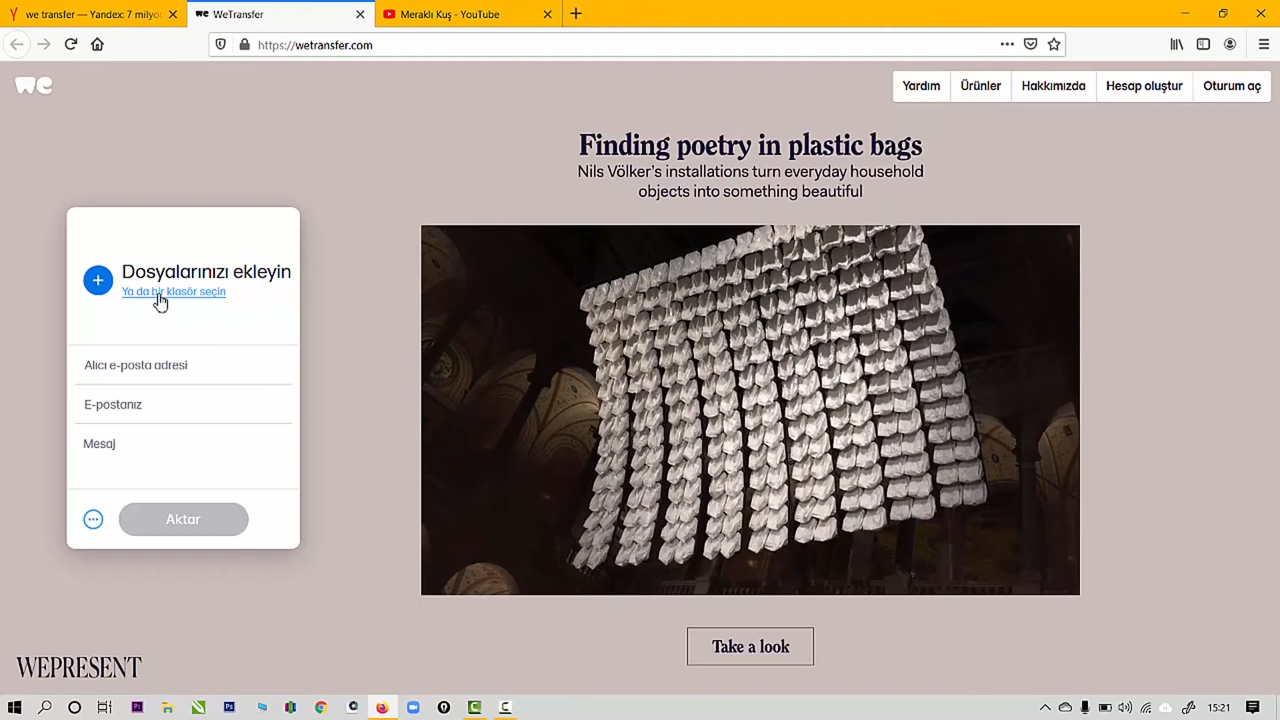 we transfer — Yandex: 7 milyo
WeTransfer
Meraklı Kuş - YouTube
https://wetransfer.com
we
Yardım
Ürünler
Hakkımızda
Hesap oluştur
Oturum aç
Finding poetry in plastic bags
Nils Völker's installations turn everyday household
objects into something beautiful
Dosyalarınızı ekleyin
Ya da bir klasör seçin
Alıcı e-posta adresi
E-postanız
Mesaj
Aktar
Take a look
WEPRESENT
15:21